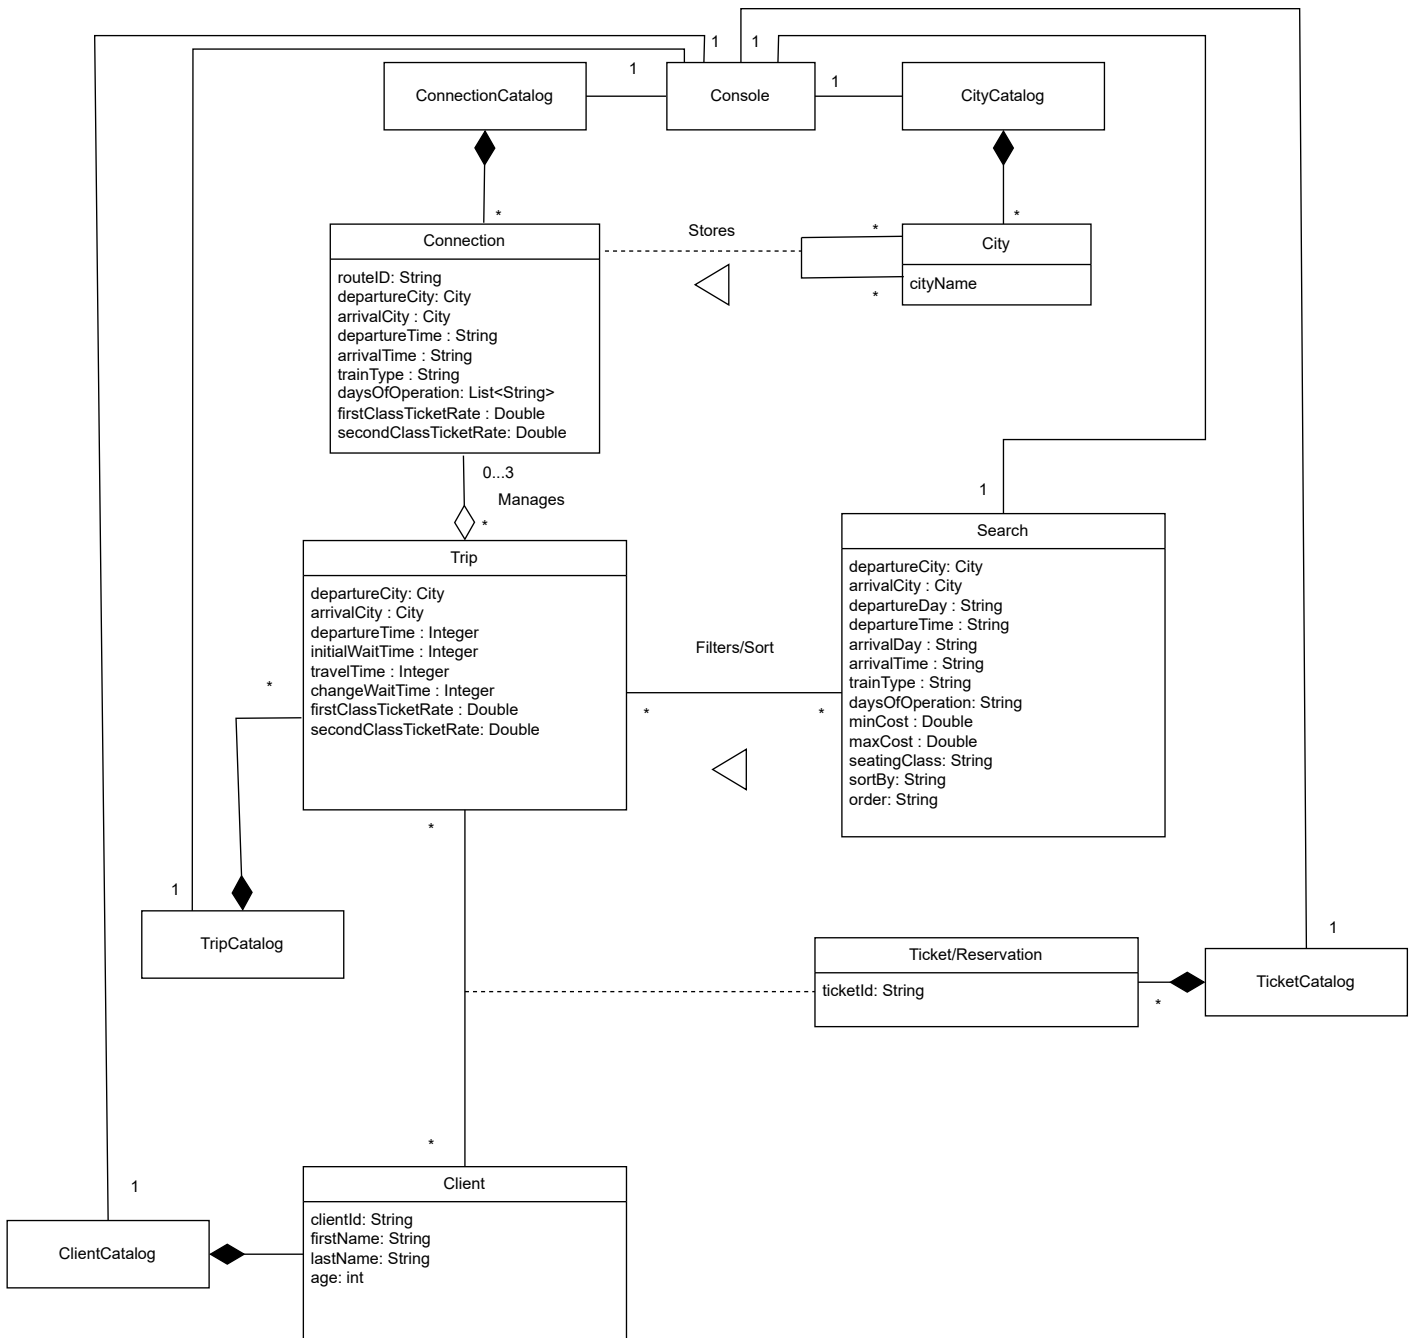 1
1
ConnectionCatalog
1
Console
1
CityCatalog
*
*
Connection
routeID: String
departureCity: City
arrivalCity : City
departureTime : String
arrivalTime : String
trainType : String
daysOfOperation: List<String>
firstClassTicketRate : Double
secondClassTicketRate: Double
Stores
*
*
City
cityName
0...3
Manages
*
Trip
departureCity: City
arrivalCity : City
departureTime : Integer
initialWaitTime : Integer
travelTime : Integer
changeWaitTime : Integer
firstClassTicketRate : Double
secondClassTicketRate: Double
*
Filters/Sort
*
*
1
Search
departureCity: City
arrivalCity : City
departureDay : String
departureTime : String
arrivalDay : String
arrivalTime : String
trainType : String
daysOfOperation: String
minCost : Double
maxCost : Double
seatingClass: String
sortBy: String
order: String
*
1
TripCatalog
Ticket/Reservation
ticketId: String
*
1
TicketCatalog
*
1
ClientCatalog
Client
clientId: String
firstName: String
lastName: String
age: int